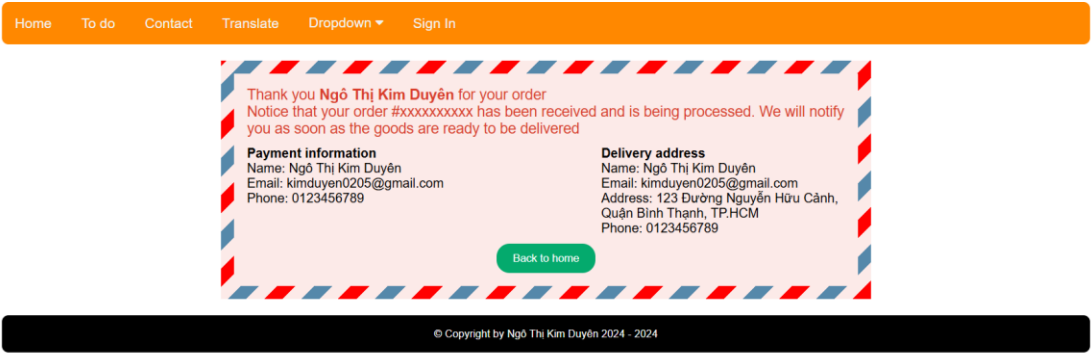 Home To do Contact Translate Dropdown Sign In
Thank you Ngô Thị Kim Duyên for your order
Notice that your order #xxxxxxxxxx has been received and is being processed. We will notify
you as soon as the goods are ready to be delivered
Payment information
Name: Ngô Thị Kim Duyên
Email: kimduyen0205@gmail.com
Phone: 0123456789
Delivery address
Name: Ngô Thị Kim Duyên
Email: kimduyen0205@gmail.com
Address: 123 Đường Nguyễn Hữu Cảnh,
Quận Bình Thạnh, TP.HCM
Phone: 0123456789
Back to home
© Copyright by Ngô Thị Kim Duyên 2024 - 2024